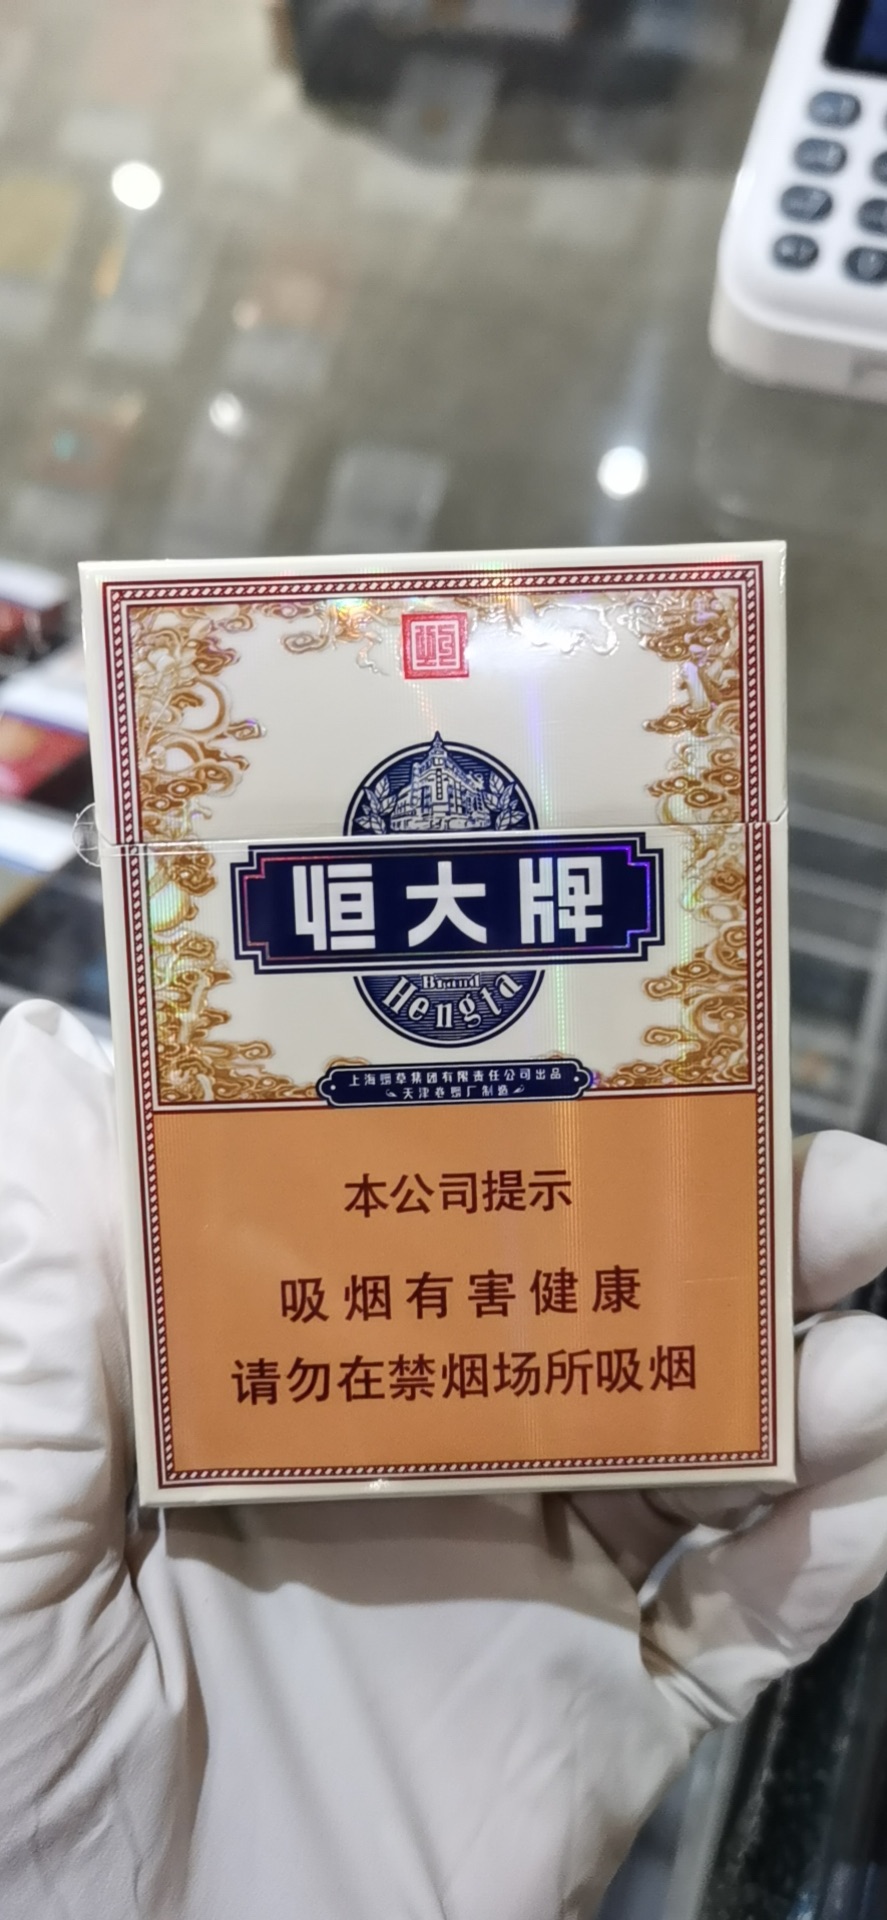 恒大牌
Brand
Hengta
上海烟草集团有限责任公司出品
天津卷烟厂制造
本公司提示
吸烟有害健康
请勿在禁烟场所吸烟